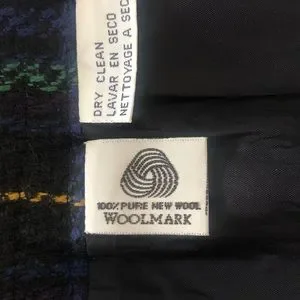 DRY CLEAN
LAVAR EN SECO
NETTOYAGE A SEC
100% PURE NEW WOOL
WOOLMARK